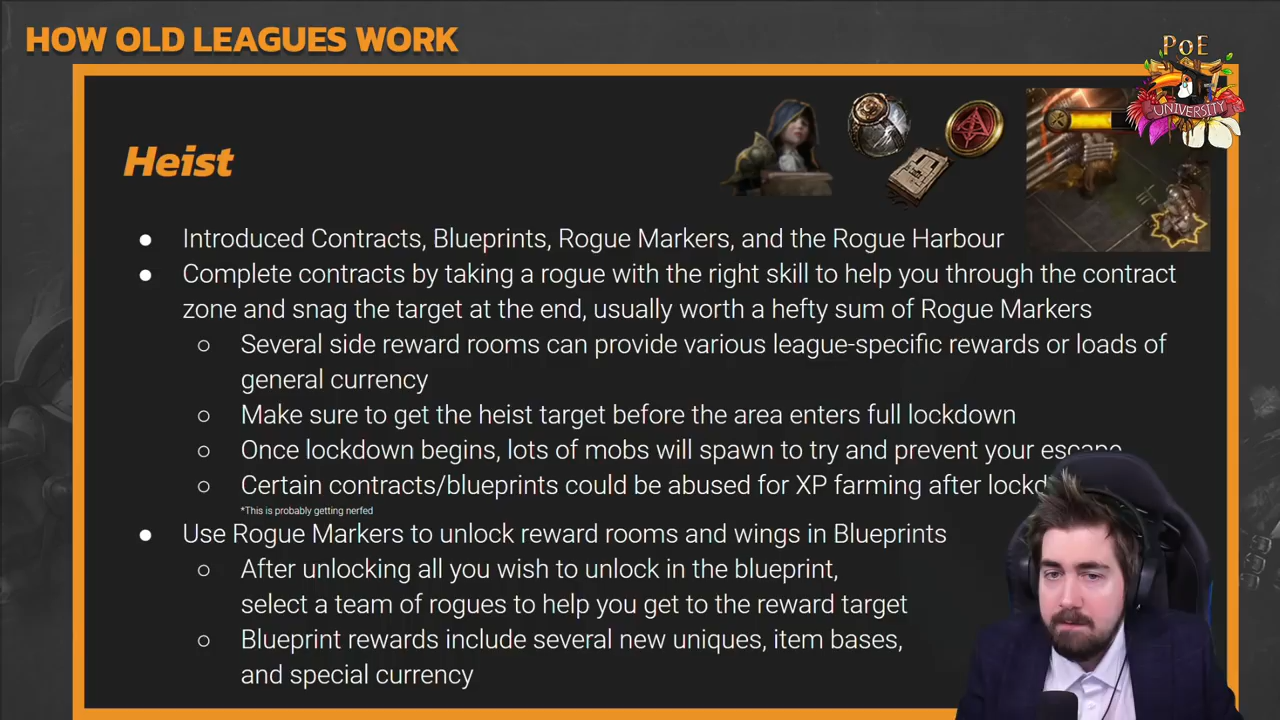 HOW OLD LEAGUES WORK
PoE
UNIVERSITY
Heist
● Introduced Contracts, Blueprints, Rogue Markers, and the Rogue Harbour
● Complete contracts by taking a rogue with the right skill to help you through the contract
zone and snag the target at the end, usually worth a hefty sum of Rogue Markers
○ Several side reward rooms can provide various league-specific rewards or loads of
general currency
○ Make sure to get the heist target before the area enters full lockdown
○ Once lockdown begins, lots of mobs will spawn to try and prevent your escape
○ Certain contracts/blueprints could be abused for XP farming after
*This is probably getting nerfed
● Use Rogue Markers to unlock reward rooms and wings in Blueprints
○ After unlocking all you wish to unlock in the blueprint,
select a team of rogues to help you get to the reward target
○ Blueprint rewards include several new uniques, item bases,
and special currency